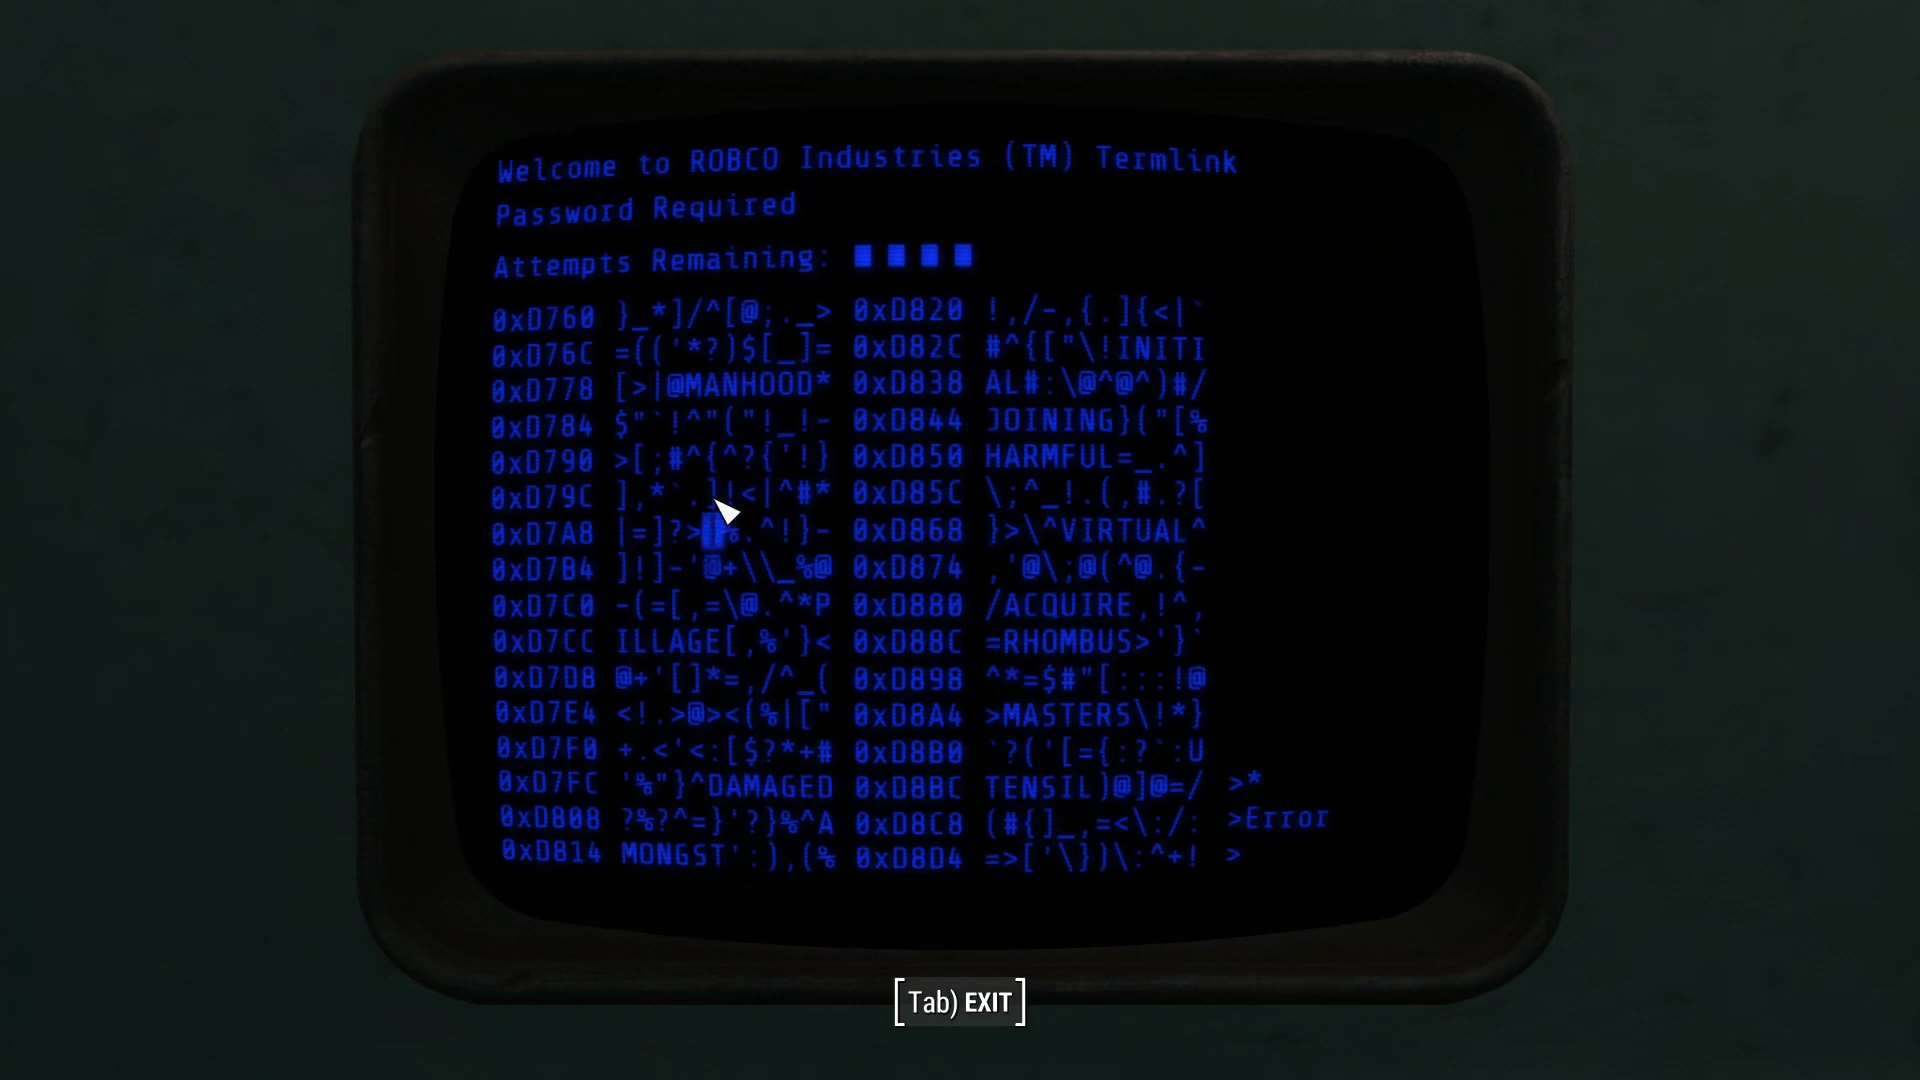 Welcome to ROBCO Industries (TM) Termlink
Password Required
Attempts Remaining: ■ ■ ■ ■
0xD760 }_*]/^[@;._> 0xD820 !,/-,{.]{<|`
0xD76C =(('*?)$[_]= 0xD82C #^{["\!INITI
0xD778 [>|@MANHOOD* 0xD838 AL#:\@^@^)#/
0xD784 $"`!^"("!_!- 0xD844 JOINING}("[%
0xD790 >[;#^{^?{'!} 0xD850 HARMFUL=_.^]
0xD79C ],*`.]!<|^#* 0xD85C \;^_!.(,#.?[
0xD7A8 |=]?> %.^!}- 0xD868 }>\^VIRTUAL^
0xD7B4 ]!]-'@+\\_%@ 0xD874 ,'@\;@(^@.{-
0xD7C0 -(=[,=\@.^*P 0xD880 /ACQUIRE,!^,
0xD7CC ILLAGE[,%'}< 0xD88C =RHOMBUS>'}`
0xD7D8 @+'[]*=,/^_( 0xD898 ^*=$#"[:::!@
0xD7E4 <!.>@><(%|[" 0xD8A4 >MASTERS\!*}
0xD7F0 +.<'<:[$?*+# 0xD8B0 `?('[={:?`:U
0xD7FC '%"}^DAMAGED 0xD8BC TENSIL)@]@=/ >*
0xD808 ?%?^=}'?}%^A 0xD8C8 (#{]_,=<\:/: >Error
0xD814 MONGST':),(% 0xD8D4 =>['\})\:^+! >
[Tab) EXIT]